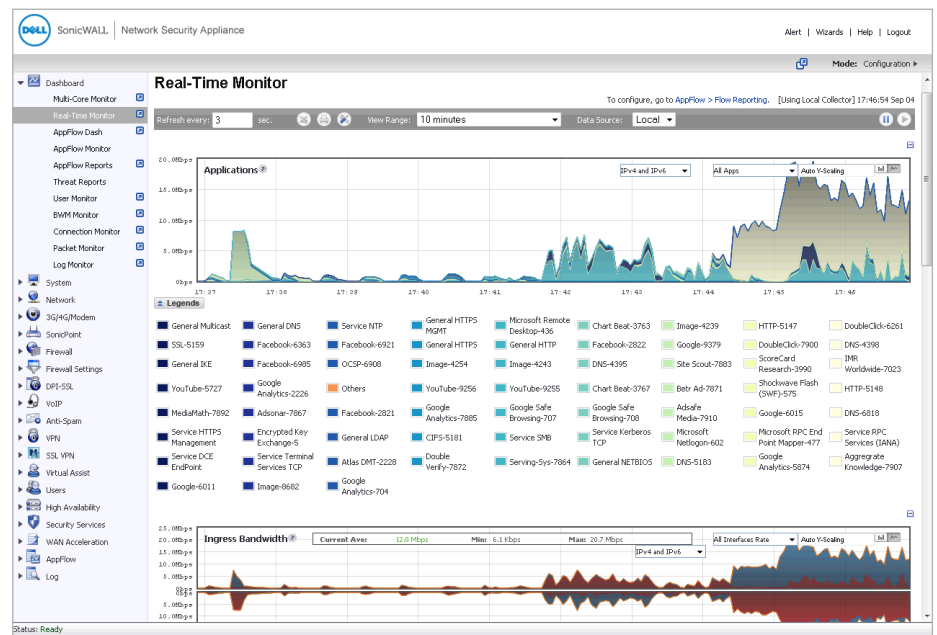 DELL SonicWALL | Network Security Appliance
Alert | Wizards | Help | Logout
Mode: Configuration
Dashboard
Multi-Core Monitor
Real-Time Monitor
AppFlow Dash
AppFlow Monitor
AppFlow Reports
Threat Reports
User Monitor
BWM Monitor
Connection Monitor
Packet Monitor
Log Monitor
System
Network
3G/4G/Modem
SonicPoint
Firewall
Firewall Settings
DPI-SSL
VoIP
Anti-Spam
VPN
SSL VPN
Virtual Assist
Users
High Availability
Security Services
WAN Acceleration
AppFlow
Log
Real-Time Monitor
To configure, go to AppFlow > Flow Reporting. [Using Local Collector] 17:46:54 Sep 04
Refresh every: 3 sec. View Range: 10 minutes Data Source: Local
20.0Mbps
Applications IPv4 and IPv6 All Apps Auto Y-Scaling
15.0Mbps
10.0Mbps
5.0Mbps
0bps
17:37 17:38 17:39 17:40 17:41 17:42 17:43 17:44 17:45 17:46
Legends
General Multicast General DNS Service NTP General HTTPS MGMT Microsoft Remote Desktop-436 Chart Beat-3763 Image-4239 HTTP-5147 DoubleClick-6261
SSL-5159 Facebook-6363 Facebook-6921 General HTTPS General HTTP Facebook-2822 Google-9379 DoubleClick-7900 DNS-4398
General IKE Facebook-6985 OCSP-6908 Image-4254 Image-4243 DNS-4395 Site Scout-7883 ScoreCard Research-3990 IMR Worldwide-7023
YouTube-5727 Google Analytics-2226 Others YouTube-9256 YouTube-9255 Chart Beat-3767 Betr Ad-7871 Shockwave Flash (SWF)-575 HTTP-5148
MediaMath-7892 Adsonar-7867 Facebook-2821 Google Analytics-7885 Google Safe Browsing-707 Google Safe Browsing-708 Adsafe Media-7910 Google-6015 DNS-6818
Service HTTPS Management Encrypted Key Exchange-5 General LDAP CIFS-5181 Service SMB Service Kerberos TCP Microsoft Netlogon-602 Microsoft RPC End Point Mapper-477 Service RPC Services (IANA)
Service DCE EndPoint Service Terminal Services TCP Atlas DMT-2228 Double Verify-7872 Serving-Sys-7864 General NETBIOS DNS-5183 Google Analytics-5874 Aggregrate Knowledge-7907
Google-6011 Image-8682 Google Analytics-704
25.0Mbps
20.0Mbps
Ingress Bandwidth Current Ave: 12.0 Mbps Min: 6.1 Kbps Max: 20.7 Mbps All Interfaces Rate Auto Y-Scaling
15.0Mbps
IPv4 and IPv6
10.0Mbps
5.0Mbps
0bps
5.0Mbps
10.0Mbps
Status: Ready